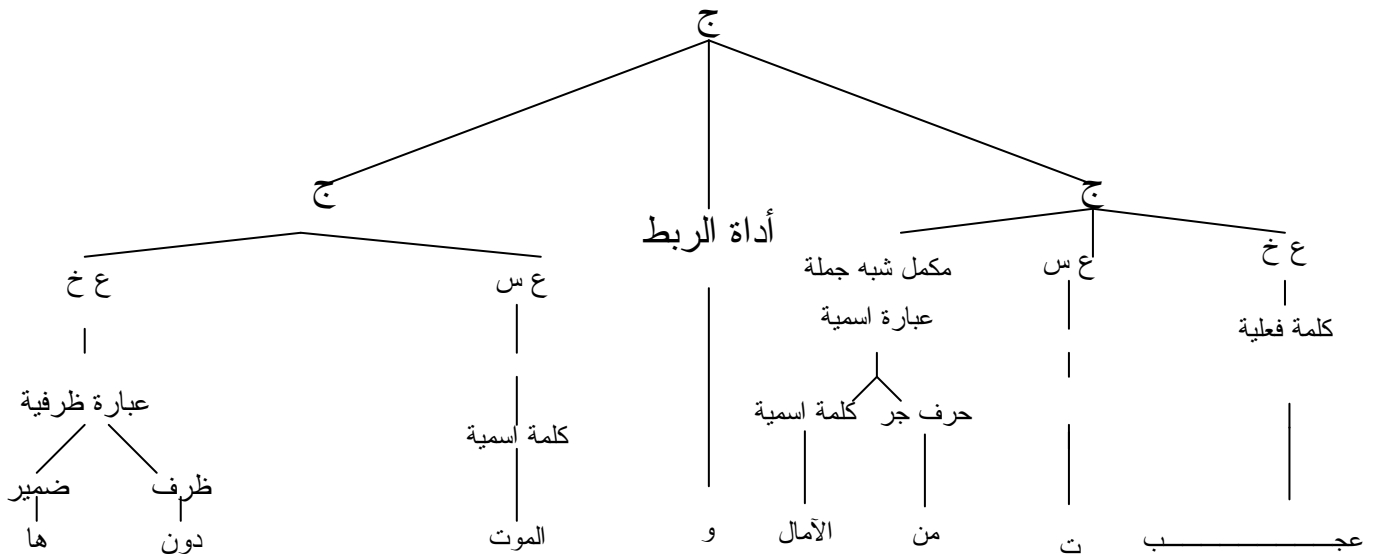 ج
ج
ج
أداة الربط
ع خ
ع س
مكمل شبه جملة
ع س
ع خ
عبارة اسمية
كلمة فعلية
عبارة ظرفية
حرف جر
كلمة اسمية
كلمة اسمية
ظرف
ضمير
عجـــــــــــب
ت
من
الآمال
و
الموت
دون
ها